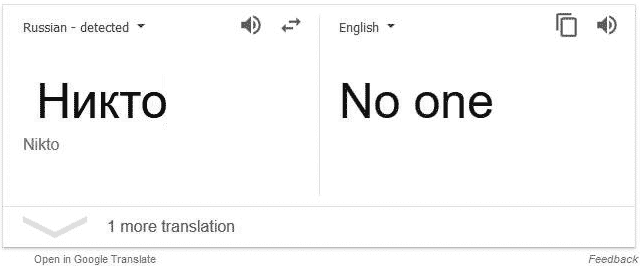 Russian - detected
English
Никто
No one
Nikto
1 more translation
Open in Google Translate
Feedback